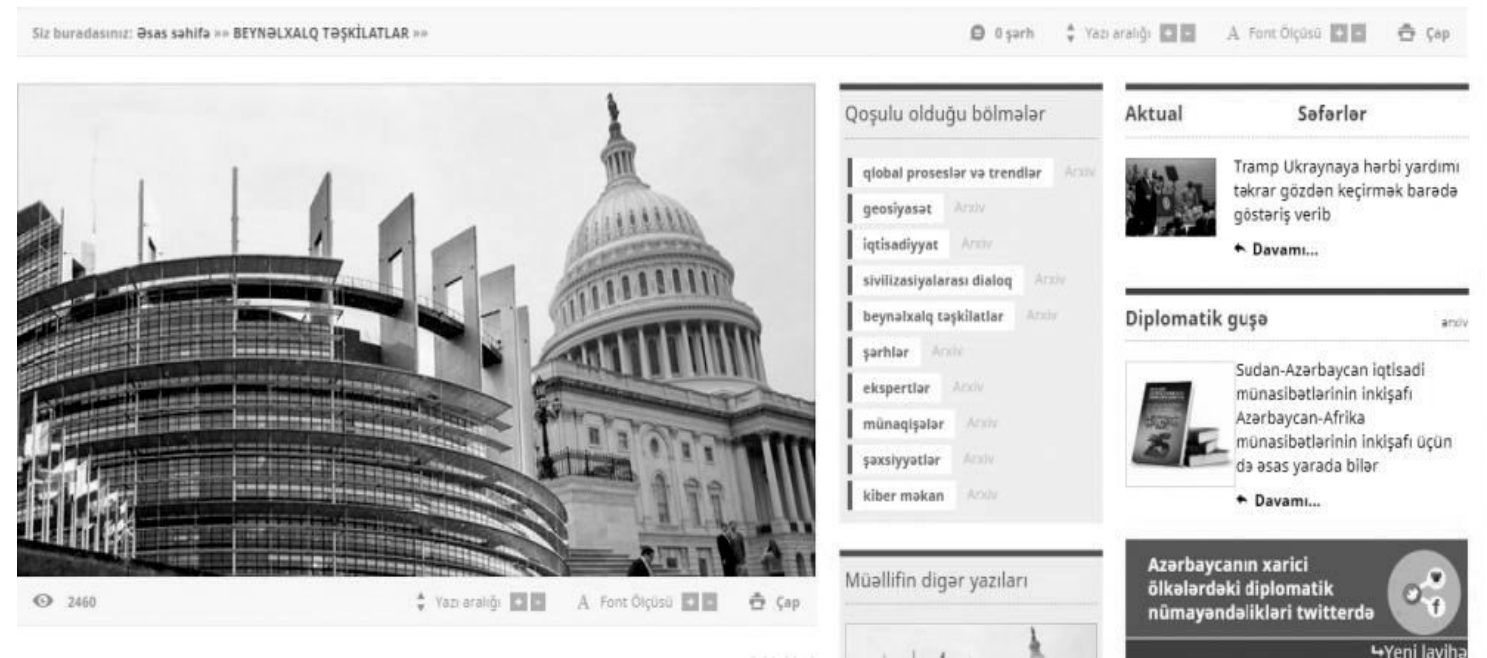 Siz buradasınız: Əsas səhifə »» BEYNƏLXALQ TƏŞKİLATLAR »»
0 şərh Yazı aralığı + - A Font Ölçüsü + - Çap
Qoşulu olduğu bölmələr
qlobal proseslər və trendlər Arxiv
geosiyasət Arxiv
iqtisadiyyat Arxiv
sivilizasiyalarası dialoq Arxiv
beynəlxalq təşkilatlar Arxiv
şərhlər Arxiv
ekspertlər Arxiv
münaqişələr Arxiv
şəxsiyyətlər Arxiv
kiber məkan Arxiv
Müəllifin digər yazıları
Aktual Səfərlər
Tramp Ukraynaya hərbi yardımı
təkrar gözdən keçirmək barədə
göstəriş verib
Davamı...
Diplomatik guşə arxiv
Sudan-Azərbaycan iqtisadi
münasibətlərinin inkişafı
Azərbaycan-Afrika
münasibətlərinin inkişafı üçün
də əsas yarada bilər
Davamı...
Azərbaycanın xarici
ölkələrdəki diplomatik
nümayəndəlikləri twitterdə
Yeni layihə
2460 Yazı aralığı + - A Font Ölçüsü + - Çap